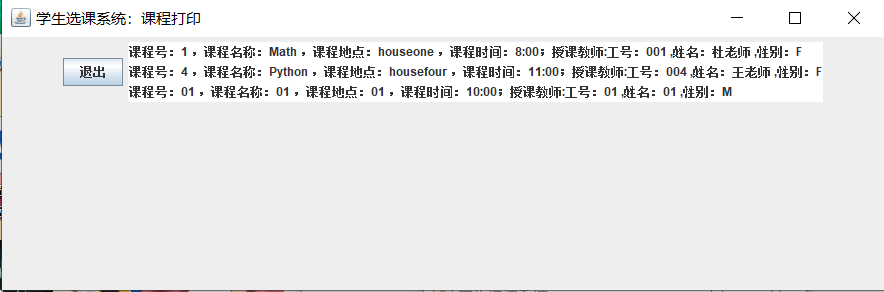 学生选课系统：课程打印
退出
课程号：1 ，课程名称：Math ，课程地点：houseone ，课程时间：8:00；授课教师:工号：001 ,姓名：杜老师 ,性别：F
课程号：4 ，课程名称：Python ，课程地点：housefour ，课程时间：11:00；授课教师:工号：004 ,姓名：王老师 ,性别：F
课程号：01 ，课程名称：01 ，课程地点：01 ，课程时间：10:00；授课教师:工号：01 ,姓名：01 ,性别：M